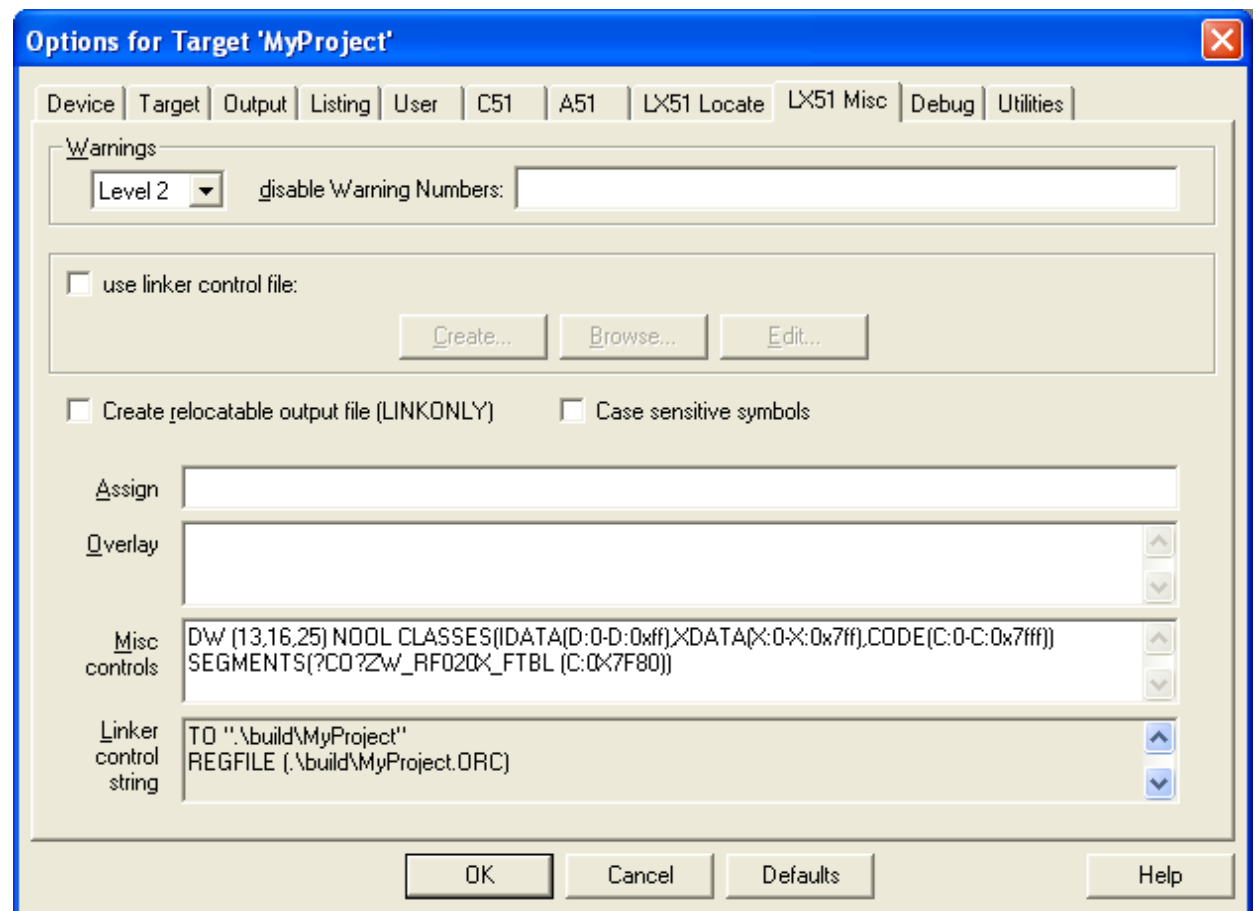 Options for Target 'MyProject'
Device Target Output Listing User C51 A51 LX51 Locate LX51 Misc Debug Utilities
Warnings
Level 2 disable Warning Numbers:
use linker control file:
Create... Browse... Edit...
Create relocatable output file (LINKONLY) Case sensitive symbols
Assign
Overlay
Misc controls
DW (13,16,25) NOOL CLASSES(IDATA(D:0-D:0xff),XDATA(X:0-X:0x7ff),CODE(C:0-C:0x7fff))
SEGMENTS(?CO?ZW_RF020X_FTBL (C:0X7F80))
Linker control string
TO ".\build\MyProject"
REGFILE (.\build\MyProject.ORC)
OK Cancel Defaults Help